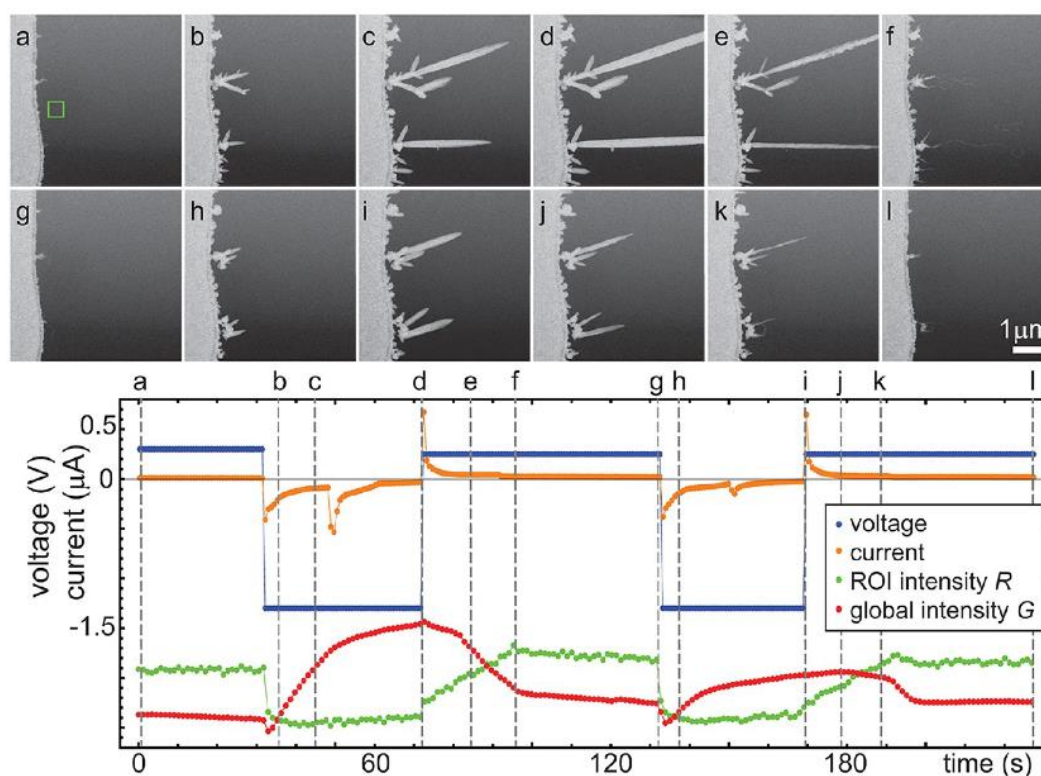 a b c d e f
g h i j k l
1μm
a b c d e f g h i j k l
0.5
0
-1.5
voltage (V)
current (μA)
voltage
current
ROI intensity R
global intensity G
0 60 120 180 time (s)